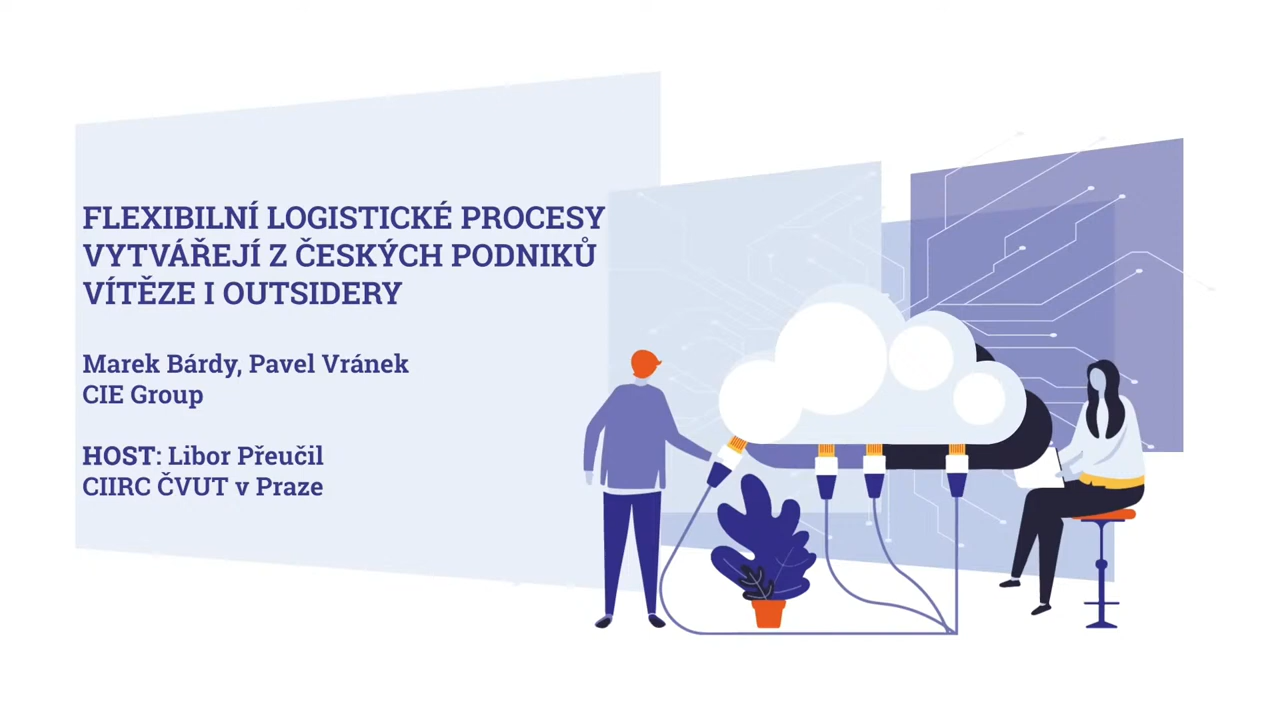 FLEXIBILNÍ LOGISTICKÉ PROCESY
VYTVÁŘEJÍ Z ČESKÝCH PODNIKŮ
VÍTĚZE I OUTSIDERY
Marek Bárdy, Pavel Vránek
CIE Group
HOST: Libor Přeučil
CIIRC ČVUT v Praze